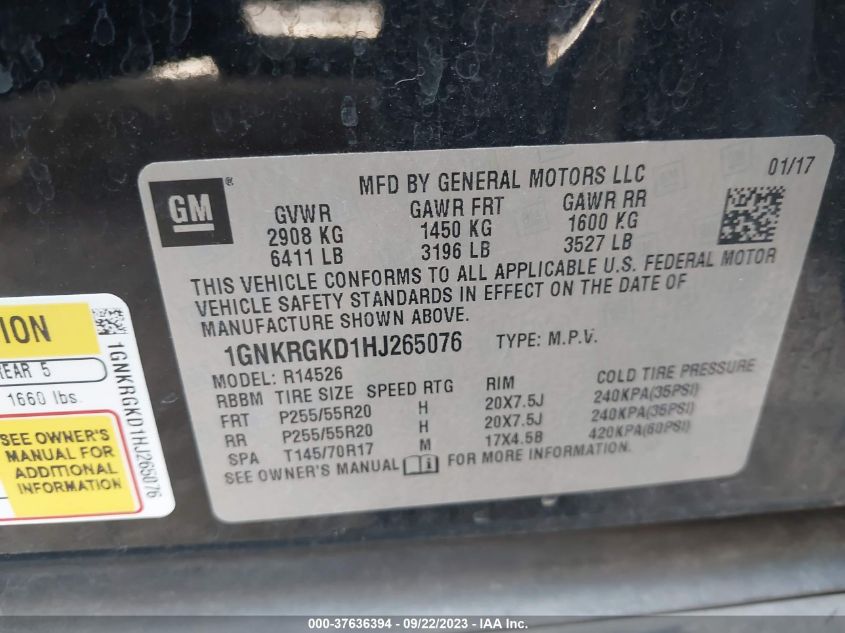 MFD BY GENERAL MOTORS LLC
01/17
GM®
GVWR GAWR FRT GAWR RR
2908 KG 1450 KG 1600 KG
6411 LB 3196 LB 3527 LB
THIS VEHICLE CONFORMS TO ALL APPLICABLE U.S. FEDERAL MOTOR
VEHICLE SAFETY STANDARDS IN EFFECT ON THE DATE OF
MANUFACTURE SHOWN ABOVE.
1GNKRGKD1HJ265076 TYPE: M.P.V.
MODEL: R14526
RBBM TIRE SIZE SPEED RTG RIM COLD TIRE PRESSURE
FRT P255/55R20 H 20X7.5J 240KPA(35PSI)
RR P255/55R20 H 20X7.5J 240KPA(35PSI)
SPA T145/70R17 M 17X4.5B 420KPA(60PSI)
SEE OWNER'S MANUAL FOR MORE INFORMATION.
REAR 5
1660 lbs.
SEE OWNER'S
MANUAL FOR
ADDITIONAL
INFORMATION
1GNKRGKD1HJ265076
000-37636394 - 09/22/2023 - IAA Inc.